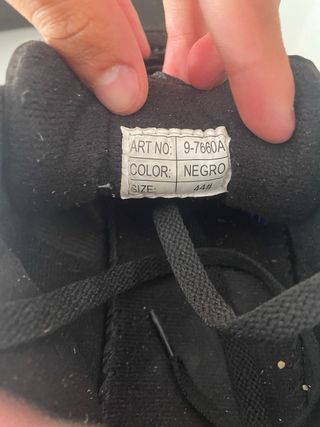 ART NO: 9-7660A
COLOR: NEGRO
SIZE: 44#